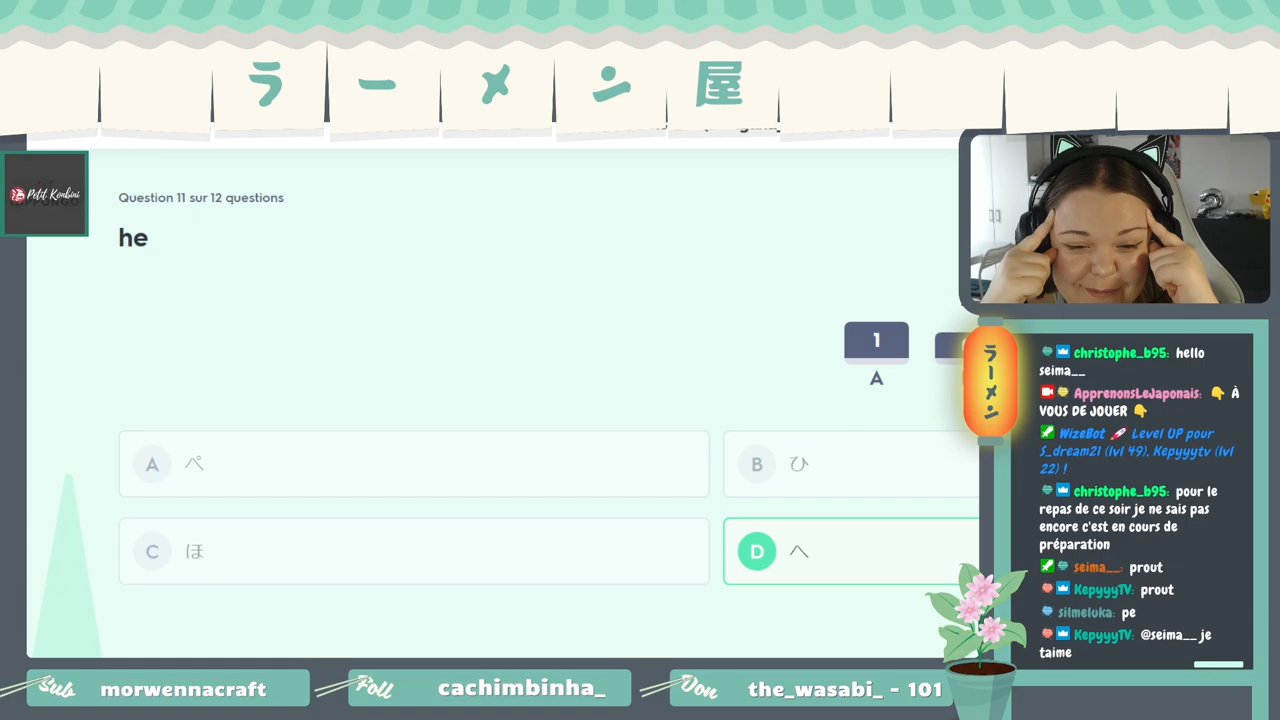 ラーメン屋
Petit Konbini
Question 11 sur 12 questions
he
1
A
A ぺ
B ひ
C ほ
D へ
ラーメン
christophe_b95: hello
seima__
ApprenonsLeJaponais: 👇 À
VOUS DE JOUER 👇
WizeBot 🚀 Level UP pour
S_dream21 (lvl 49), Kepyyytv (lvl
22) !
christophe_b95: pour le
repas de ce soir je ne sais pas
encore c'est en cours de
préparation
seima__: prout
KepyyyTV: prout
silmeluka: pe
KepyyyTV: @seima__ je
taime
Sub morwennacraft
Foll cachimbinha_
Don the_wasabi_ - 101